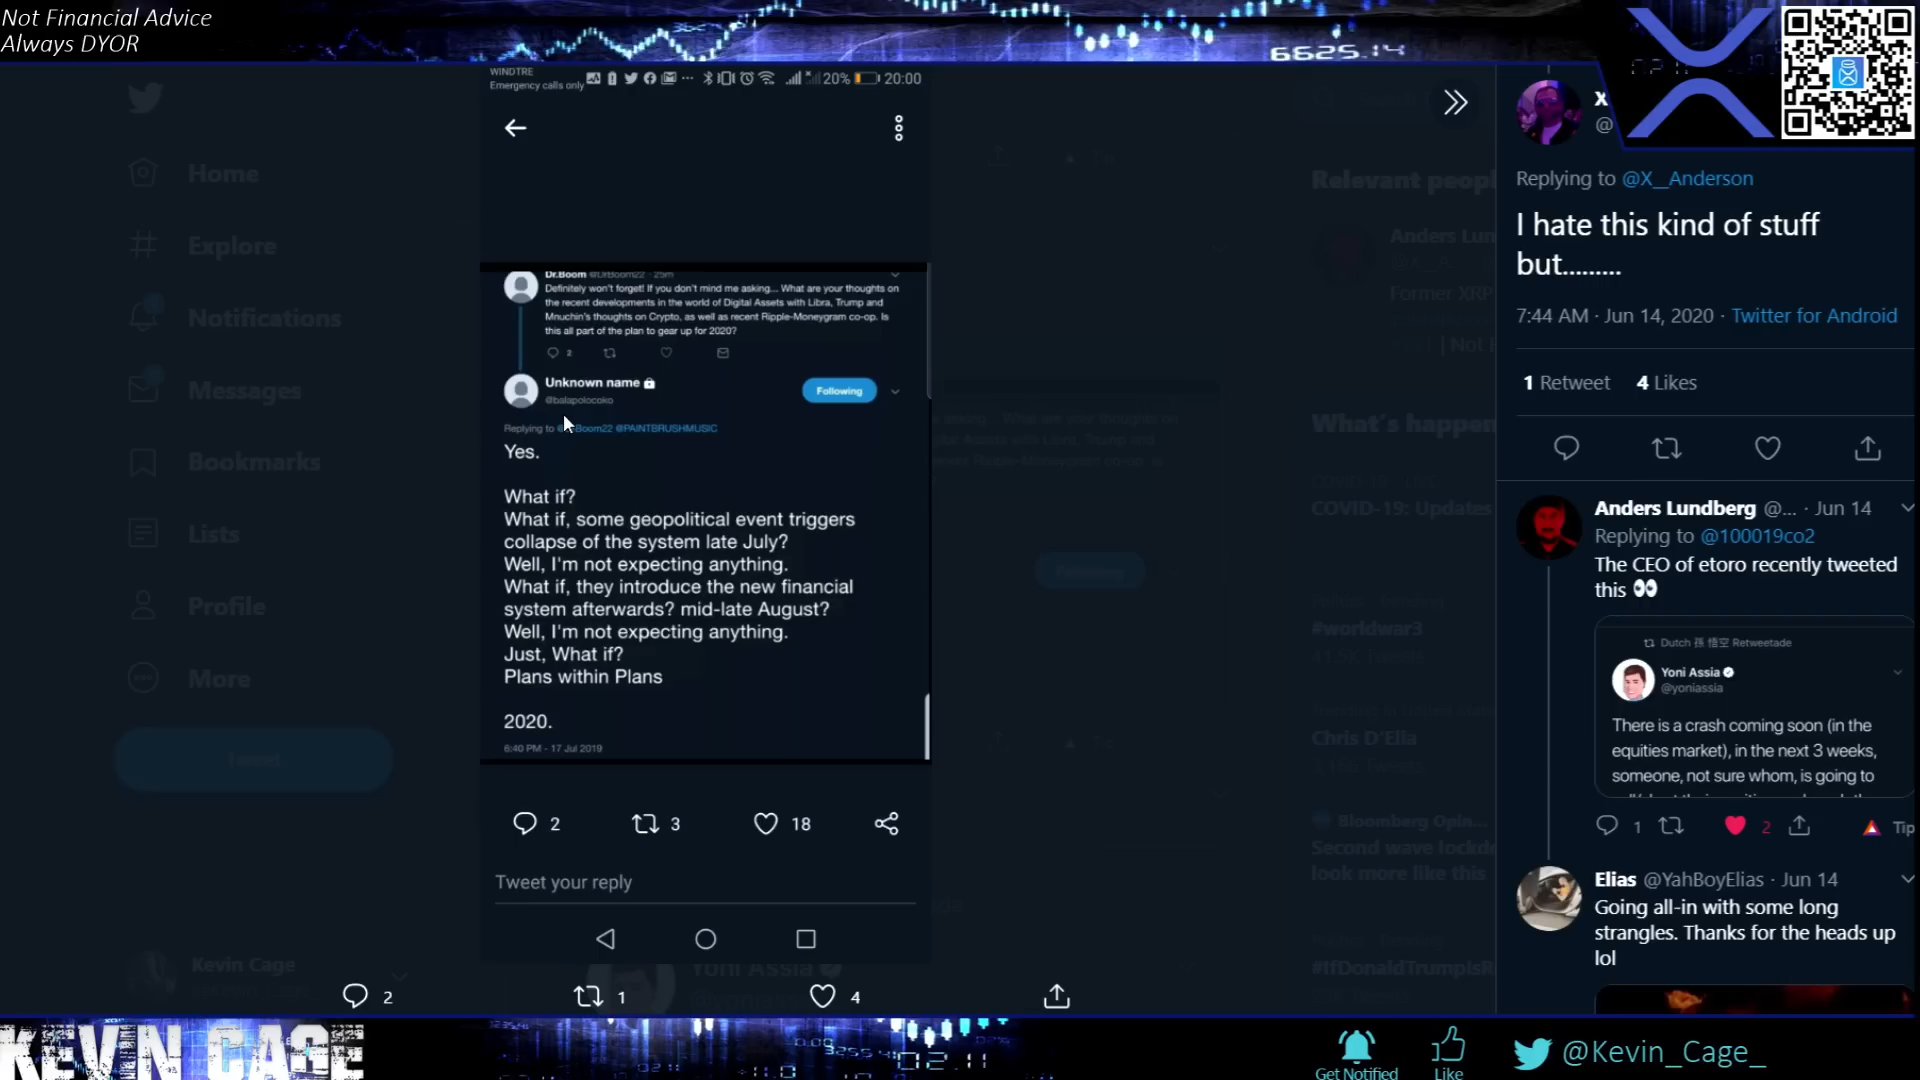 Not Financial Advice
Always DYOR
6625.14
WINDTRE
Emergency calls only
20% 20:00
Home
Explore
Notifications
Messages
Bookmarks
Lists
Profile
More
Tweet
Kevin Cage
Dr.Boom @DrBoom22 · 25m
Definitely won't forget! If you don't mind me asking... What are your thoughts on
the recent developments in the world of Digital Assets with Libra, Trump and
Mnuchin's thoughts on Crypto, as well as recent Ripple-Moneygram co-op. Is
this all part of the plan to gear up for 2020?
2
Unknown name
@balapolocoko
Following
Replying to Boom22 @PAINTBRUSHMUSIC
Yes.
What if?
What if, some geopolitical event triggers
collapse of the system late July?
Well, I'm not expecting anything.
What if, they introduce the new financial
system afterwards? mid-late August?
Well, I'm not expecting anything.
Just, What if?
Plans within Plans
2020.
6:40 PM - 17 Jul 2019
2 3 18
Tweet your reply
Yoni Assia
2 1 4
Relevant peop
Anders Lun
Former XRP
| Not
What's happen
COVID-19: Updates
#worldwar3
Chris D'Elia
Bloomberg Opin...
Second wave lockd
look more like this
#IfDonaldTrumpIsR
X
@
Replying to @X__Anderson
I hate this kind of stuff
but.........
7:44 AM · Jun 14, 2020 · Twitter for Android
1 Retweet 4 Likes
Anders Lundberg @... · Jun 14
Replying to @100019co2
The CEO of etoro recently tweeted
this 👀
Dutch 孫 悟空 Retweetade
Yoni Assia
@yoniassia
There is a crash coming soon (in the
equities market), in the next 3 weeks,
someone, not sure whom, is going to
1 2 Tip
Elias @YahBoyElias · Jun 14
Going all-in with some long
strangles. Thanks for the heads up
lol
KEVIN CAGE
02.11
Get Notified
Like
@Kevin_Cage_